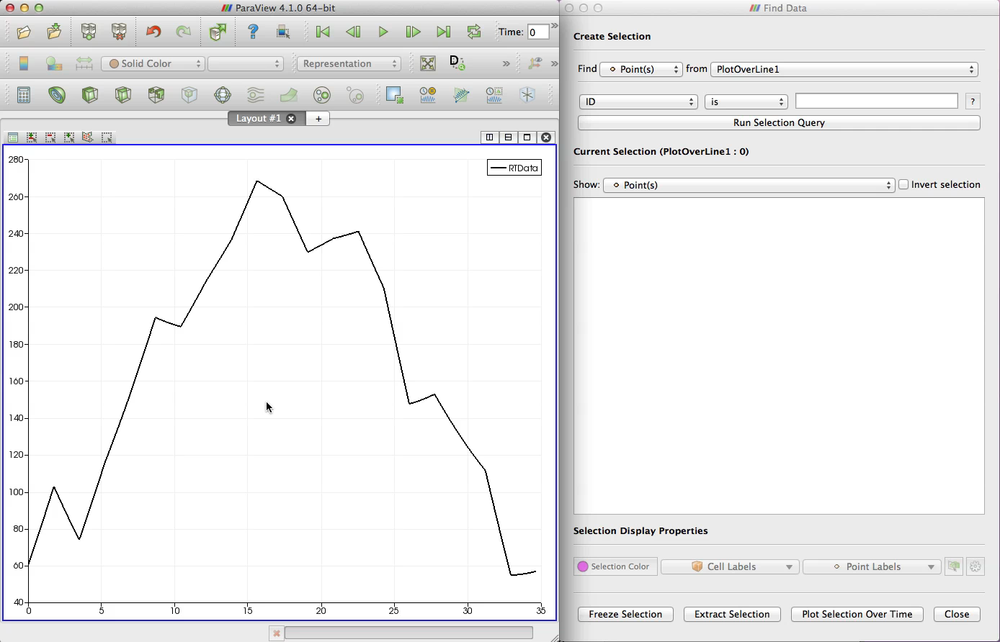 ParaView 4.1.0 64-bit
Time: 0
»
Solid Color
Representation
D
»
»
Layout #1
+
RTData
280
260
240
220
200
180
160
140
120
100
80
60
40
0 5 10 15 20 25 30 35
Find Data
Create Selection
Find Point(s) from PlotOverLine1
ID is ?
Run Selection Query
Current Selection (PlotOverLine1 : 0)
Show: Point(s) Invert selection
Selection Display Properties
Selection Color Cell Labels Point Labels
Freeze Selection Extract Selection Plot Selection Over Time Close